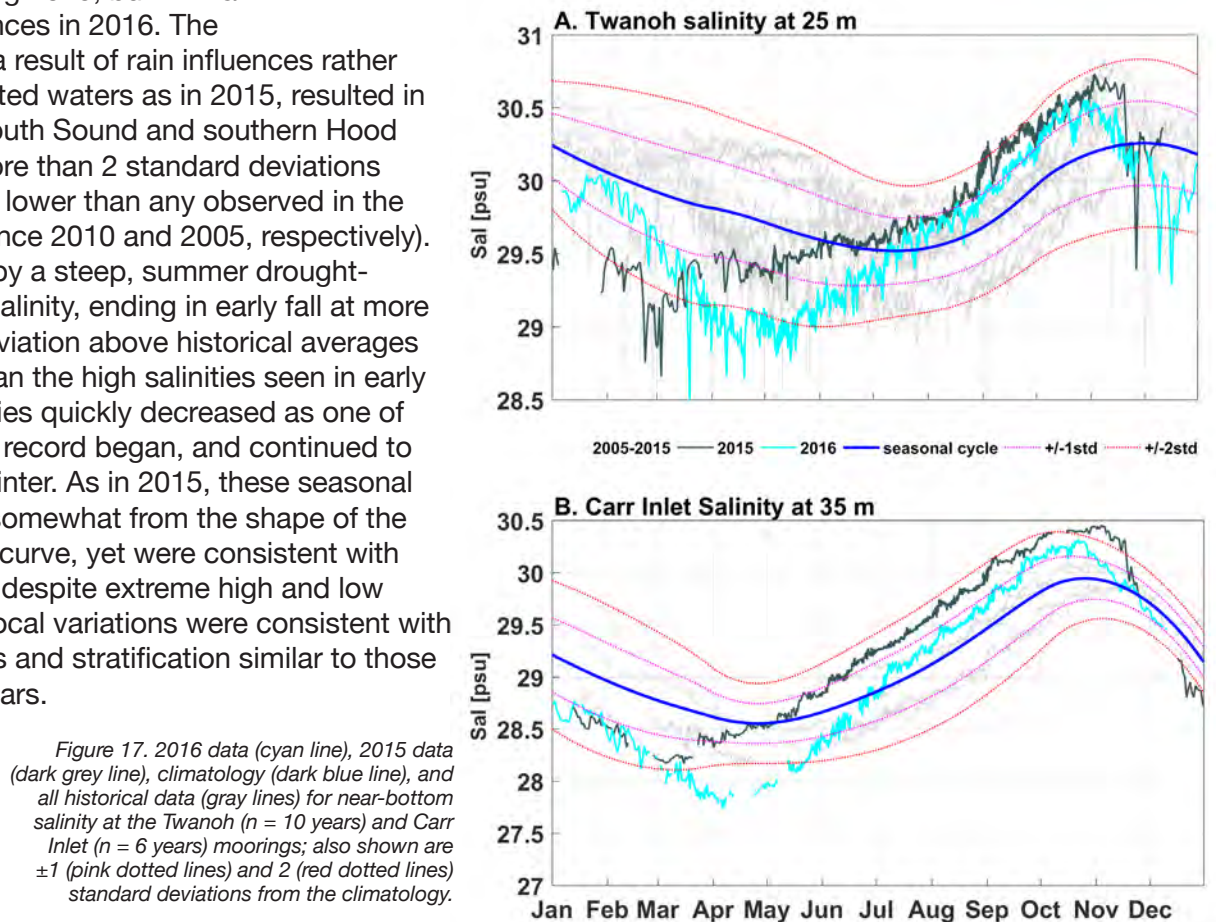 nces in 2016. The
a result of rain influences rather
ted waters as in 2015, resulted in
outh Sound and southern Hood
ore than 2 standard deviations
lower than any observed in the
nce 2010 and 2005, respectively).
by a steep, summer drought-
alinity, ending in early fall at more
viation above historical averages
an the high salinities seen in early
ies quickly decreased as one of
record began, and continued to
inter. As in 2015, these seasonal
somewhat from the shape of the
curve, yet were consistent with
despite extreme high and low
ocal variations were consistent with
s and stratification similar to those
ars.
Figure 17. 2016 data (cyan line), 2015 data
(dark grey line), climatology (dark blue line), and
all historical data (gray lines) for near-bottom
salinity at the Twanoh (n = 10 years) and Carr
Inlet (n = 6 years) moorings; also shown are
±1 (pink dotted lines) and 2 (red dotted lines)
standard deviations from the climatology.
A. Twanoh salinity at 25 m
31
30.5
30
29.5
29
28.5
Sal [psu]
2005-2015 2015 2016 seasonal cycle +/-1std +/-2std
B. Carr Inlet Salinity at 35 m
30.5
30
29.5
29
28.5
28
27.5
27
Sal [psu]
Jan Feb Mar Apr May Jun Jul Aug Sep Oct Nov Dec